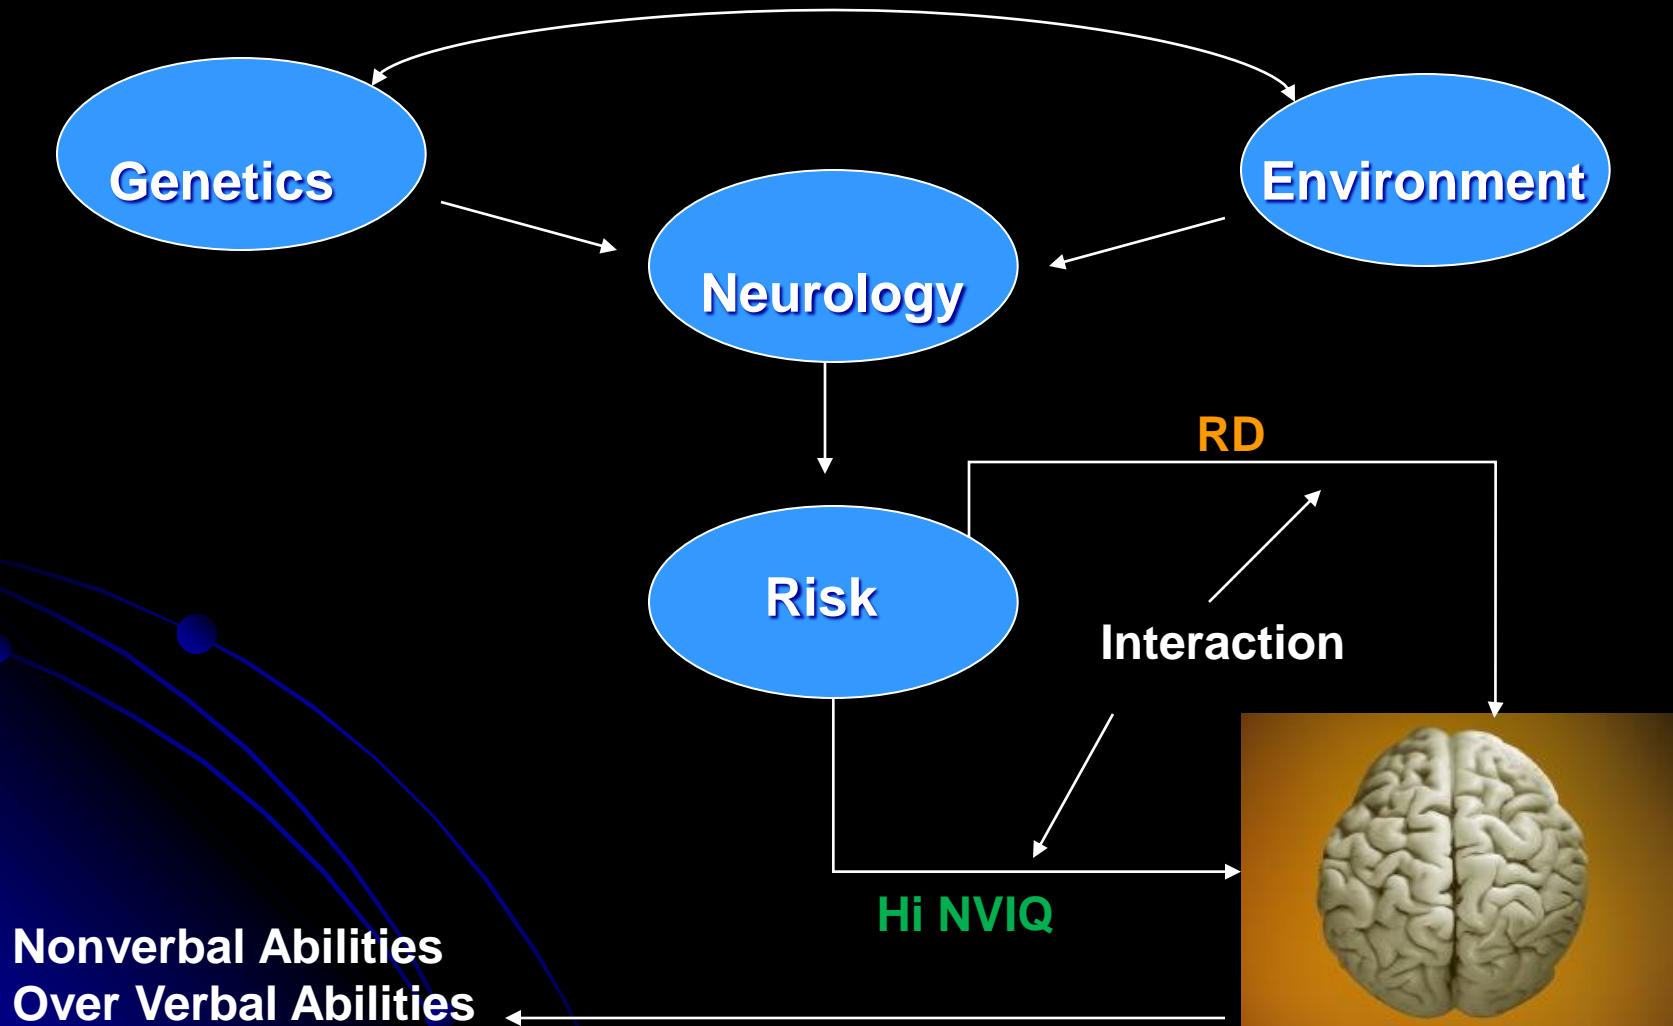 Genetics
Environment
Neurology
RD
Risk
Interaction
Hi NVIQ
Nonverbal Abilities
Over Verbal Abilities